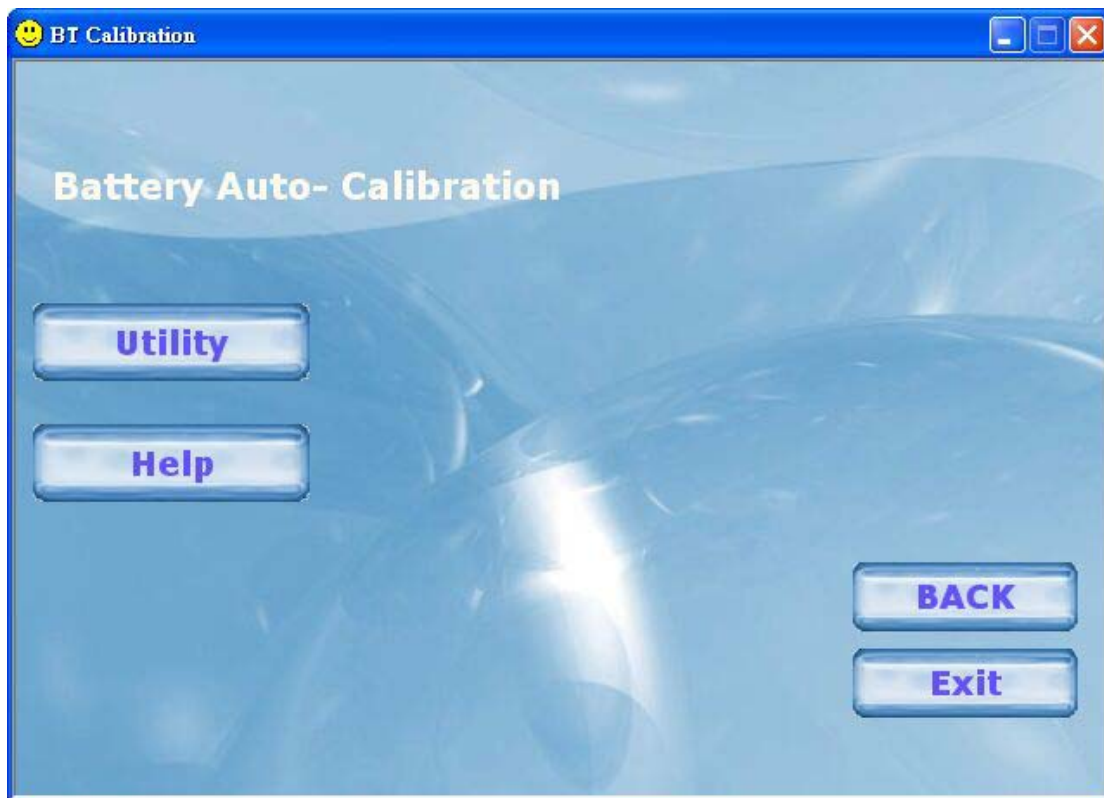 BT Calibration
Battery Auto- Calibration
Utility
Help
BACK
Exit